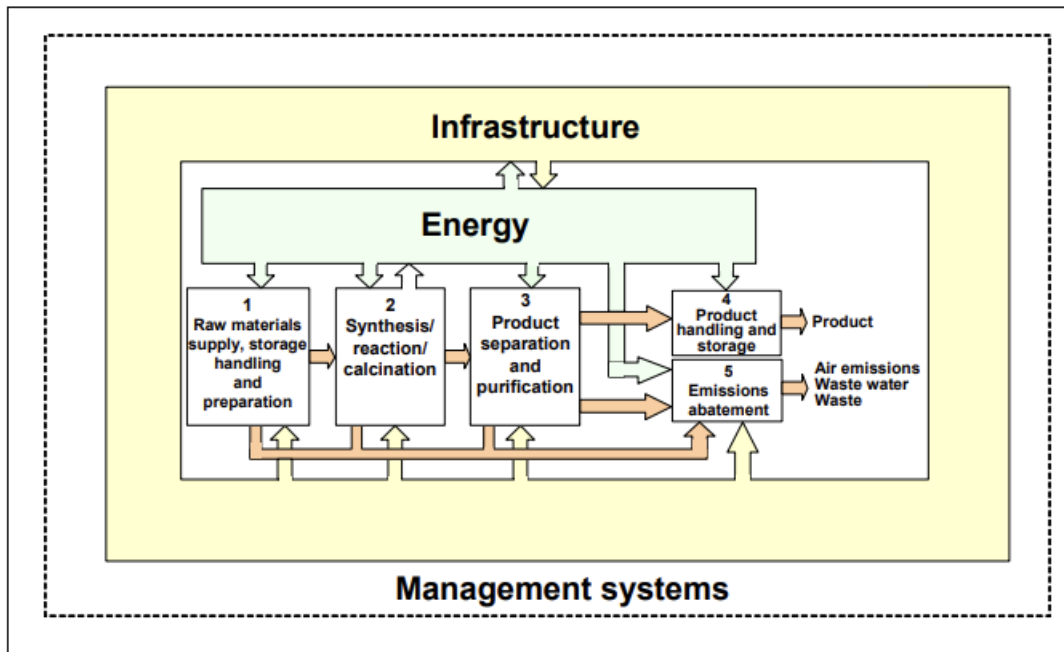 Infrastructure
Energy
1
Raw materials
supply, storage
handling
and
preparation
2
Synthesis/
reaction/
calcination
3
Product
separation
and
purification
4
Product
handling and
storage
Product
5
Emissions
abatement
Air emissions
Waste water
Waste
Management systems